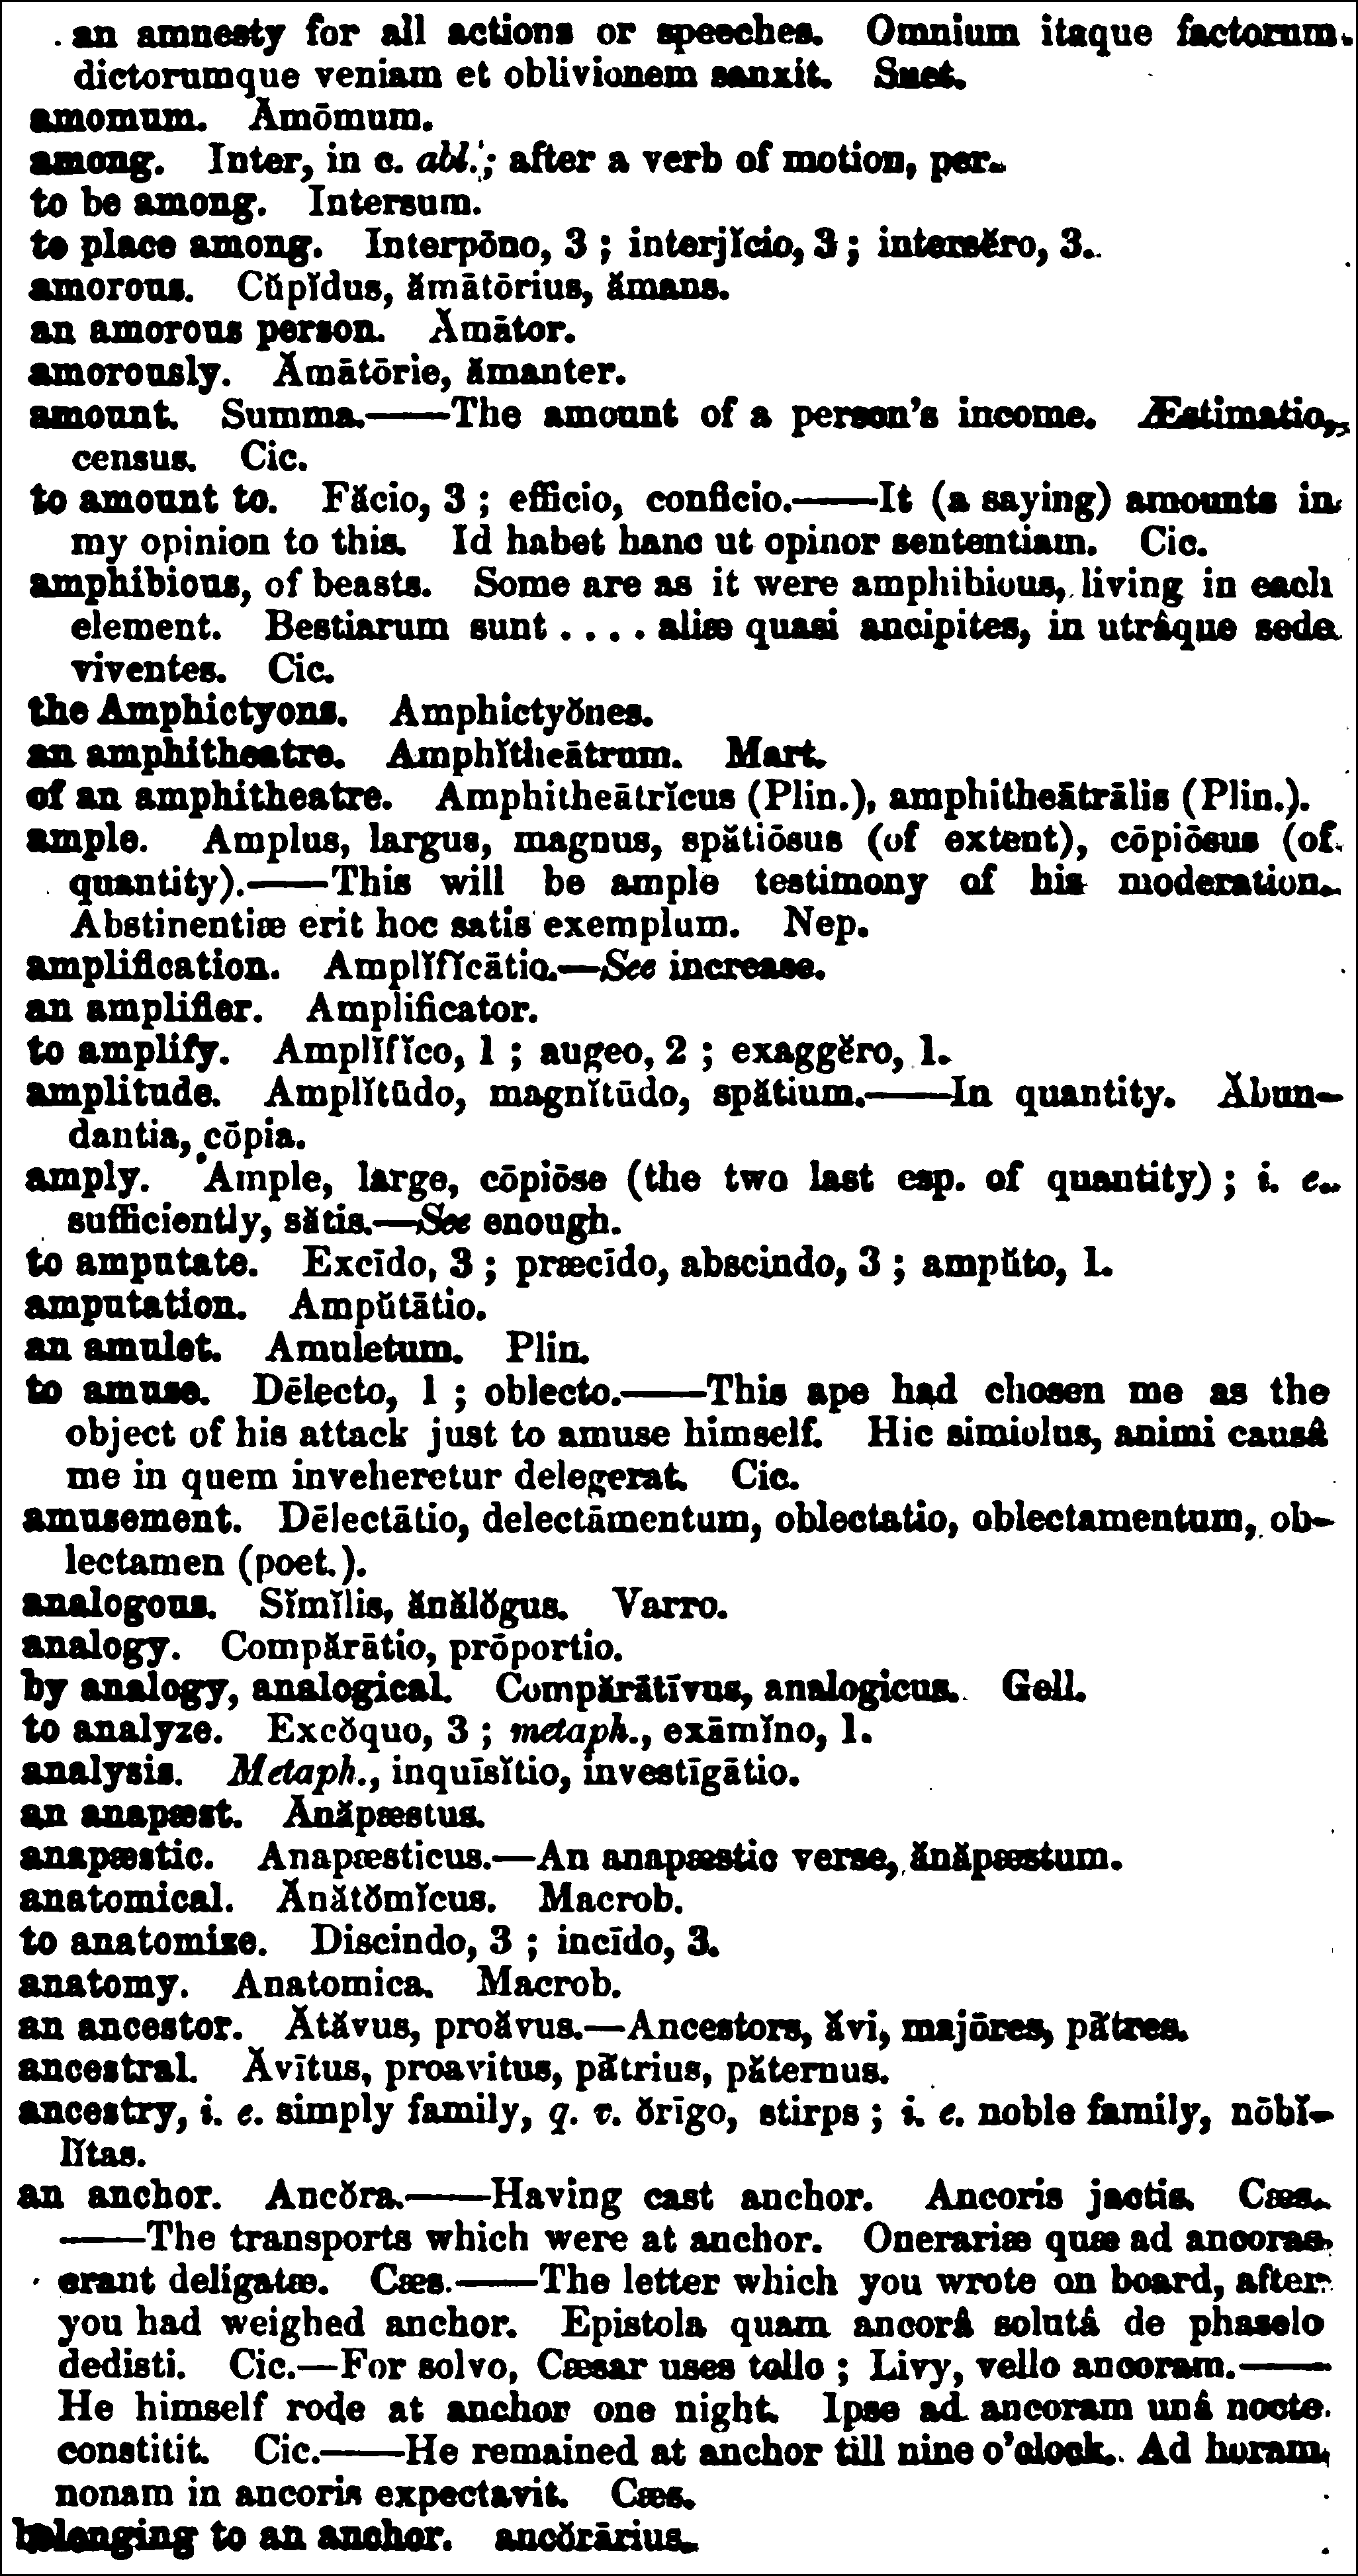 an amnesty for all actions or speeches. Omnium itaque factorum
dictorumque veniam et oblivionem sanxit. Suet.
amomum. Ămōmum.
among. Inter, in c. abl.; after a verb of motion, per.
to be among. Intersum.
to place among. Interpōno, 3 ; interjĭcio, 3 ; intersĕro, 3.
amorous. Cŭpĭdus, ămātōrius, ămans.
an amorous person. Ămātor.
amorously. Ămātōrie, ămanter.
amount. Summa.——The amount of a person's income. Æstimatio,
census. Cic.
to amount to. Făcio, 3 ; efficio, conficio.——It (a saying) amounts in
my opinion to this. Id habet hanc ut opinor sententiam. Cic.
amphibious, of beasts. Some are as it were amphibious, living in each
element. Bestiarum sunt .... aliæ quasi ancipites, in utrâque sede
viventes. Cic.
the Amphictyons. Amphictyŏnes.
an amphitheatre. Amphĭtheātrum. Mart.
of an amphitheatre. Amphitheātrĭcus (Plin.), amphitheātrālis (Plin.).
ample. Amplus, largus, magnus, spătiōsus (of extent), cōpiōsus (of
quantity).——This will be ample testimony of his moderation.
Abstinentiæ erit hoc satis exemplum. Nep.
amplification. Amplĭfĭcātio.—See increase.
an amplifier. Amplificator.
to amplify. Amplĭfĭco, 1 ; augeo, 2 ; exaggĕro, 1.
amplitude. Amplĭtūdo, magnĭtūdo, spătium.——In quantity. Ăbun-
dantia, cōpia.
amply. Ample, large, cōpiōse (the two last esp. of quantity) ; i. e.
sufficiently, sătis.—See enough.
to amputate. Excīdo, 3 ; præcīdo, abscindo, 3 ; ampŭto, 1.
amputation. Ampŭtātio.
an amulet. Amuletum. Plin.
to amuse. Dēlecto, 1 ; oblecto.——This ape had chosen me as the
object of his attack just to amuse himself. Hic simiolus, animi causâ
me in quem inveheretur delegerat. Cic.
amusement. Dēlectātio, delectāmentum, oblectatio, oblectamentum, ob-
lectamen (poet.).
analogous. Sĭmĭlis, ănălŏgus. Varro.
analogy. Compărātio, prōportio.
by analogy, analogical. Compărātīvus, analogicus. Gell.
to analyze. Excŏquo, 3 ; metaph., exāmĭno, 1.
analysis. Metaph., inquīsĭtio, investīgātio.
an anapæst. Ănăpæstus.
anapæstic. Anapæsticus.—An anapæstic verse, ănăpæstum.
anatomical. Ănătŏmĭcus. Macrob.
to anatomize. Discindo, 3 ; incīdo, 3.
anatomy. Anatomica. Macrob.
an ancestor. Ătăvus, proăvus.—Ancestors, ăvi, majōres, pătres.
ancestral. Ăvītus, proavitus, pătrius, păternus.
ancestry, i. e. simply family, q. v. ŏrīgo, stirps ; i. e. noble family, nōbĭ-
lĭtas.
an anchor. Ancŏra.——Having cast anchor. Ancoris jactis. Cæs.
——The transports which were at anchor. Onerariæ quæ ad ancoras
erant deligatæ. Cæs.——The letter which you wrote on board, after
you had weighed anchor. Epistola quam ancorâ solutâ de phaselo
dedisti. Cic.—For solvo, Cæsar uses tollo ; Livy, vello ancoram.——
He himself rode at anchor one night. Ipse ad ancoram unâ nocte
constitit. Cic.——He remained at anchor till nine o'clock. Ad horam
nonam in ancoris expectavit. Cæs.
belonging to an anchor. ancŏrārius.